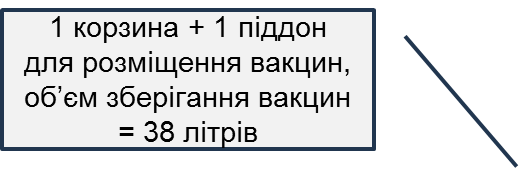 1 корзина + 1 піддон
для розміщення вакцин,
об’єм зберігання вакцин
= 38 літрів